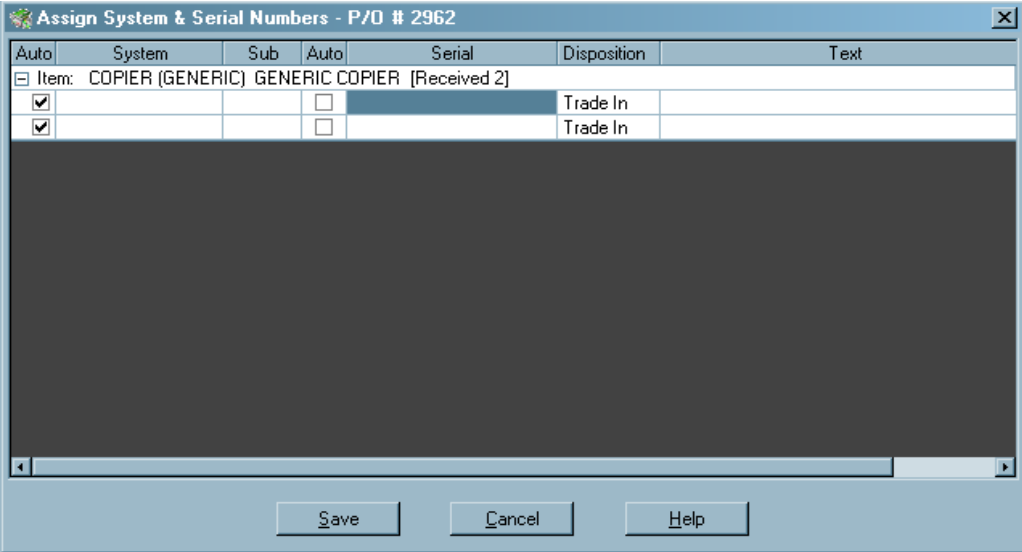 Assign System & Serial Numbers - P/O # 2962
Auto System Sub Auto Serial Disposition Text
Item: COPIER (GENERIC) GENERIC COPIER [Received 2]
Trade In
Trade In
Save Cancel Help